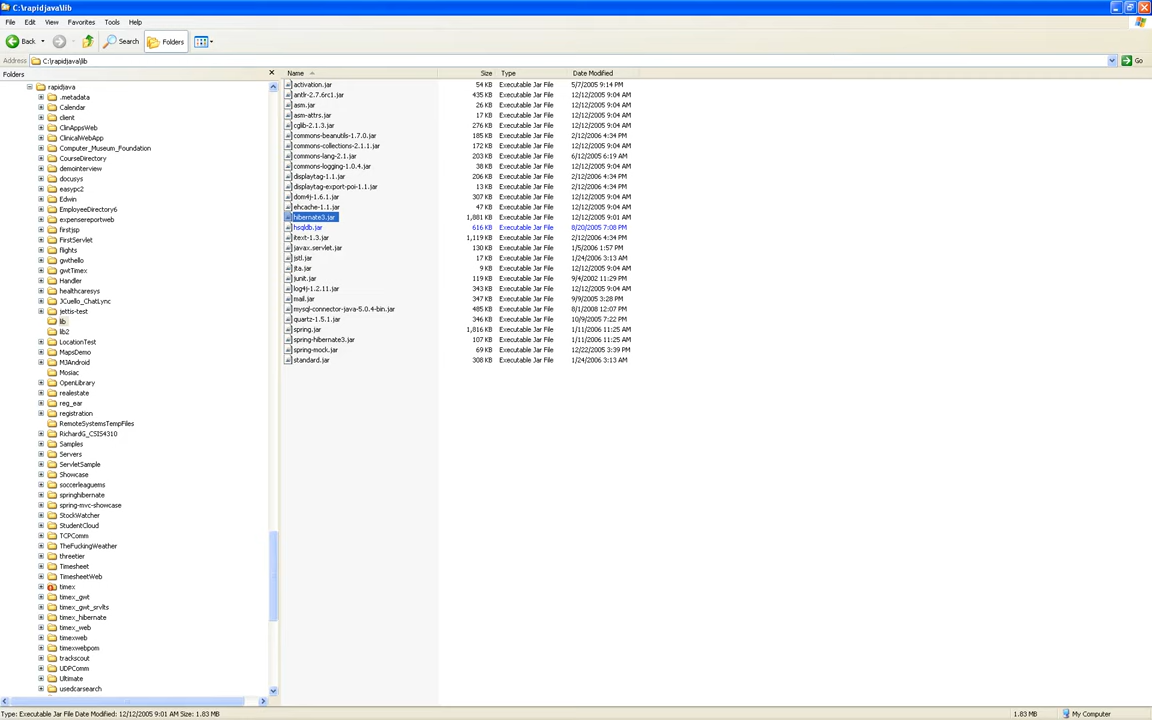 C:\rapidjava\lib
File Edit View Favorites Tools Help
Back Search Folders
Address C:\rapidjava\lib Go
Folders
rapidjava
.metadata
Calendar
client
ClinAppsWeb
ClinicalWebApp
Computer_Museum_Foundation
CourseDirectory
demointerview
docusys
easypc2
Edwin
EmployeeDirectory6
expensereportweb
firstjsp
FirstServlet
flights
gwthello
gwtTimex
Handler
healthcaresys
JCuello_ChatLync
jettis-test
lib
lib2
LocationTest
MapsDemo
MJAndroid
Mosiac
OpenLibrary
realestate
reg_ear
registration
RemoteSystemsTempFiles
RichardG_CSIS4310
Samples
Servers
ServletSample
Showcase
soccerleaguems
springhibernate
spring-mvc-showcase
StockWatcher
StudentCloud
TCPComm
TheFuckingWeather
threetier
Timesheet
TimesheetWeb
timex
timex_gwt
timex_gwt_srvlts
timex_hibernate
timex_web
timexweb
timexwebpom
trackscout
UDPComm
Ultimate
usedcarsearch
Name Size Type Date Modified
activation.jar 54 KB Executable Jar File 5/7/2005 9:14 PM
antlr-2.7.6rc1.jar 435 KB Executable Jar File 12/12/2005 9:04 AM
asm.jar 26 KB Executable Jar File 12/12/2005 9:04 AM
asm-attrs.jar 17 KB Executable Jar File 12/12/2005 9:04 AM
cglib-2.1.3.jar 276 KB Executable Jar File 12/12/2005 9:04 AM
commons-beanutils-1.7.0.jar 185 KB Executable Jar File 2/12/2006 4:34 PM
commons-collections-2.1.1.jar 172 KB Executable Jar File 12/12/2005 9:04 AM
commons-lang-2.1.jar 203 KB Executable Jar File 6/12/2005 6:19 AM
commons-logging-1.0.4.jar 38 KB Executable Jar File 12/12/2005 9:04 AM
displaytag-1.1.jar 206 KB Executable Jar File 2/12/2006 4:34 PM
displaytag-export-poi-1.1.jar 13 KB Executable Jar File 2/12/2006 4:34 PM
dom4j-1.6.1.jar 307 KB Executable Jar File 12/12/2005 9:04 AM
ehcache-1.1.jar 47 KB Executable Jar File 12/12/2005 9:04 AM
hibernate3.jar 1,881 KB Executable Jar File 12/12/2005 9:01 AM
hsqldb.jar 616 KB Executable Jar File 8/20/2005 7:08 PM
itext-1.3.jar 1,119 KB Executable Jar File 2/12/2006 4:34 PM
javax.servlet.jar 130 KB Executable Jar File 1/5/2006 1:57 PM
jstl.jar 17 KB Executable Jar File 1/24/2006 3:13 AM
jta.jar 9 KB Executable Jar File 12/12/2005 9:04 AM
junit.jar 119 KB Executable Jar File 9/4/2002 11:29 PM
log4j-1.2.11.jar 343 KB Executable Jar File 12/12/2005 9:04 AM
mail.jar 347 KB Executable Jar File 9/9/2005 3:28 PM
mysql-connector-java-5.0.4-bin.jar 485 KB Executable Jar File 8/1/2008 12:07 PM
quartz-1.5.1.jar 346 KB Executable Jar File 10/9/2005 7:22 PM
spring.jar 1,816 KB Executable Jar File 1/11/2006 11:25 AM
spring-hibernate3.jar 107 KB Executable Jar File 1/11/2006 11:25 AM
spring-mock.jar 69 KB Executable Jar File 12/22/2005 3:39 PM
standard.jar 308 KB Executable Jar File 1/24/2006 3:13 AM
Type: Executable Jar File Date Modified: 12/12/2005 9:01 AM Size: 1.83 MB 1.83 MB My Computer